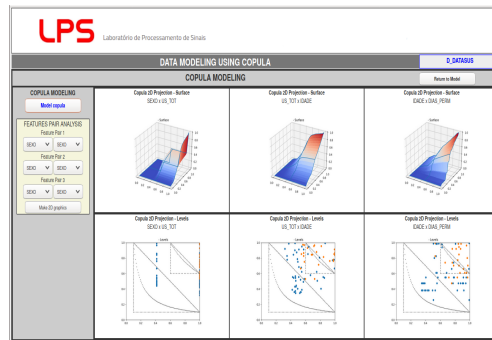 LPS
Laboratório de Processamento de Sinais
DATA MODELING USING COPULA
D_DATASUS
COPULA MODELING
Return to Model
COPULA MODELING
Model copula
FEATURES PAIR ANALYSIS
Feature Pair 1
SEXO SEXO
Feature Pair 2
SEXO SEXO
Feature Pair 3
SEXO SEXO
Make 2D graphics
Copula 2D Projection - Surface
SEXO x US_TOT
Surface
Copula 2D Projection - Surface
US_TOT x IDADE
Surface
Copula 2D Projection - Surface
IDADE x DIAS_PERM
Surface
Copula 2D Projection - Levels
SEXO x US_TOT
Levels
Copula 2D Projection - Levels
US_TOT x IDADE
Levels
Copula 2D Projection - Levels
IDADE x DIAS_PERM
Levels